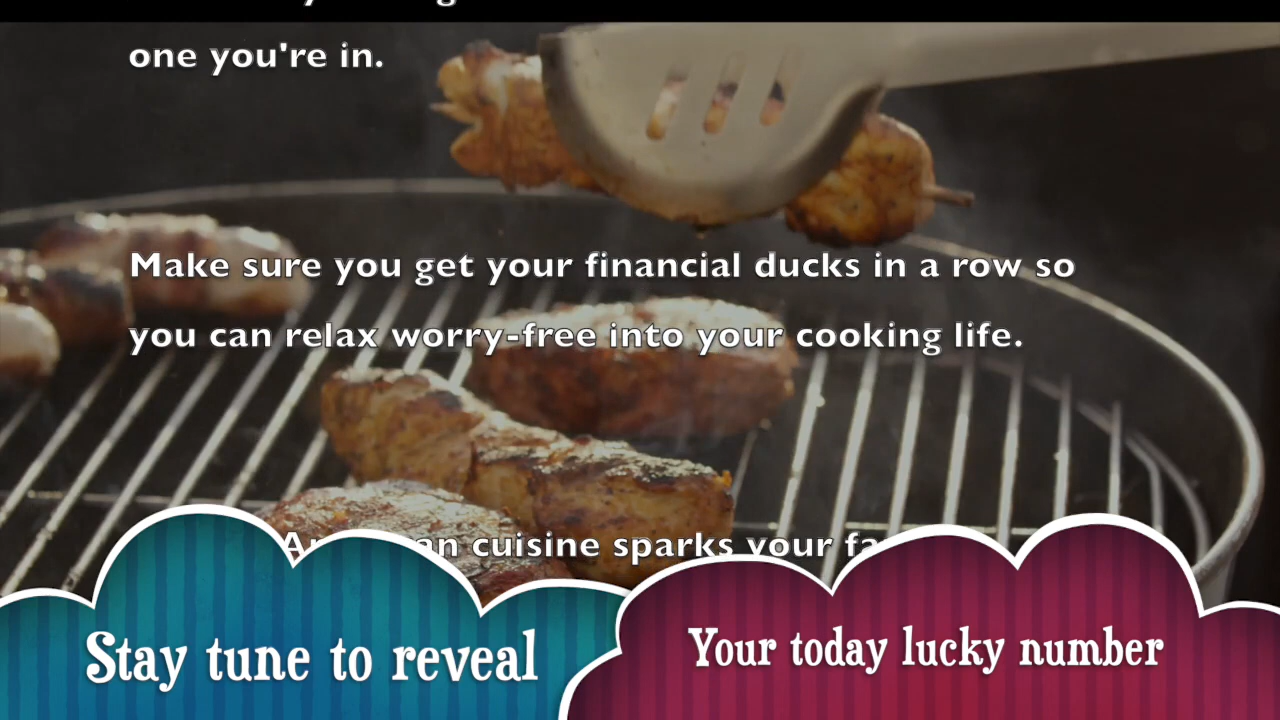 one you're in.
Make sure you get your financial ducks in a row so
you can relax worry-free into your cooking life.
cuisine sparks your
Stay tune to reveal
Your today lucky number